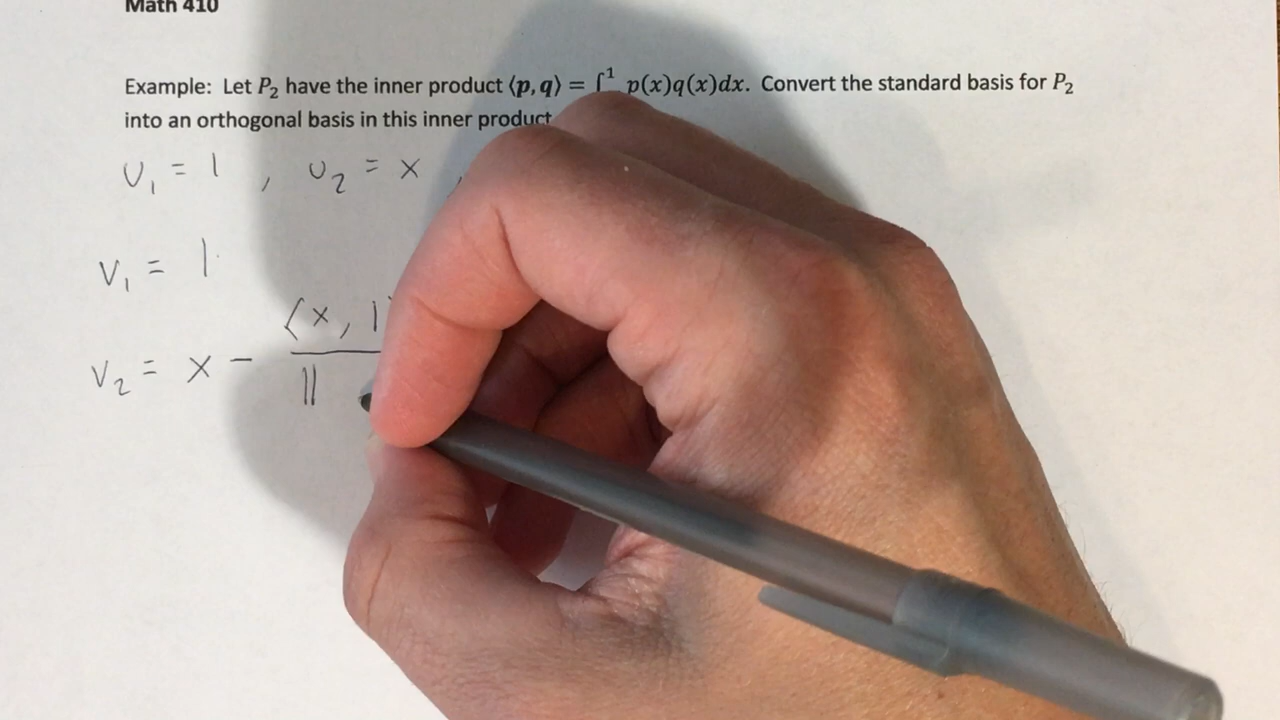 Math 410
Example: Let P₂ have the inner product ⟨p, q⟩ = ∫¹ p(x)q(x)dx. Convert the standard basis for P₂
into an orthogonal basis in this inner product
u₁ = 1 , u₂ = x ,
v₁ = 1
v₂ = x - ⟨x, 1
||